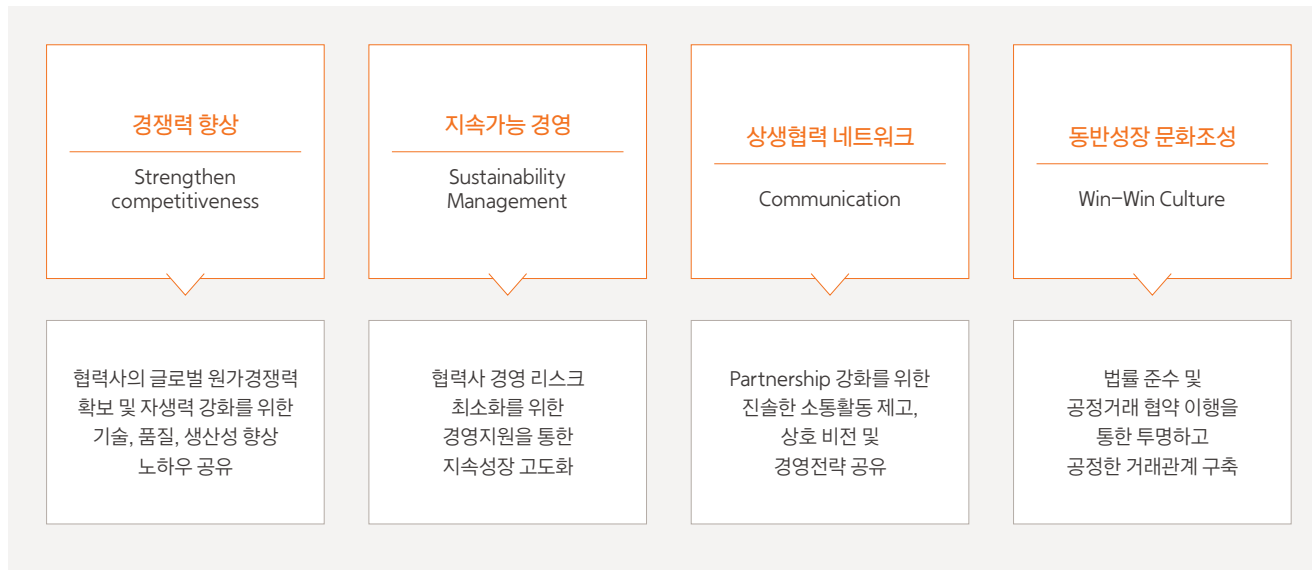 경쟁력 향상
Strengthen
competitiveness
협력사의 글로벌 원가경쟁력
확보 및 자생력 강화를 위한
기술, 품질, 생산성 향상
노하우 공유
지속가능 경영
Sustainability
Management
협력사 경영 리스크
최소화를 위한
경영지원을 통한
지속성장 고도화
상생협력 네트워크
Communication
Partnership 강화를 위한
진솔한 소통활동 제고,
상호 비전 및
경영전략 공유
동반성장 문화조성
Win-Win Culture
법률 준수 및
공정거래 협약 이행을
통한 투명하고
공정한 거래관계 구축